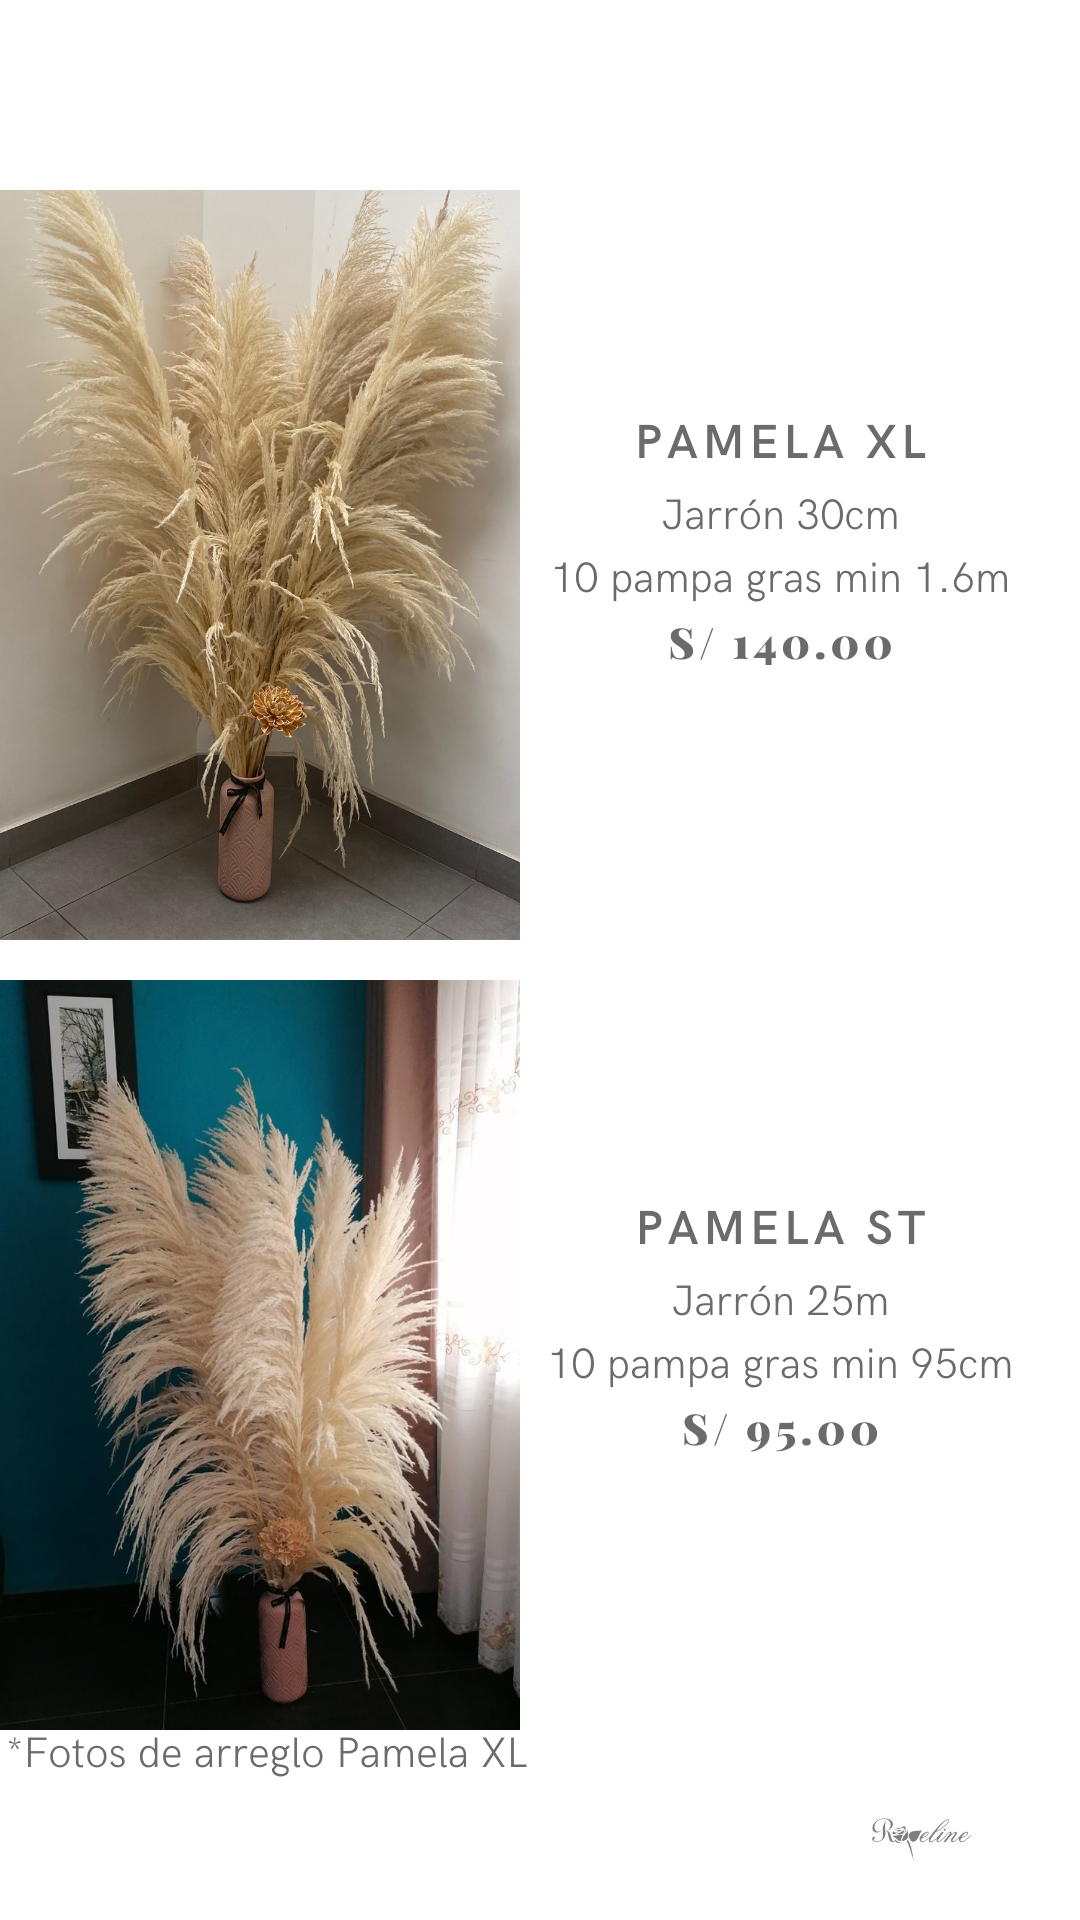 PAMELA XL
Jarrón 30cm
10 pampa gras min 1.6m
S/ 140.00
PAMELA ST
Jarrón 25m
10 pampa gras min 95cm
S/ 95.00
*Fotos de arreglo Pamela XL
Roseline